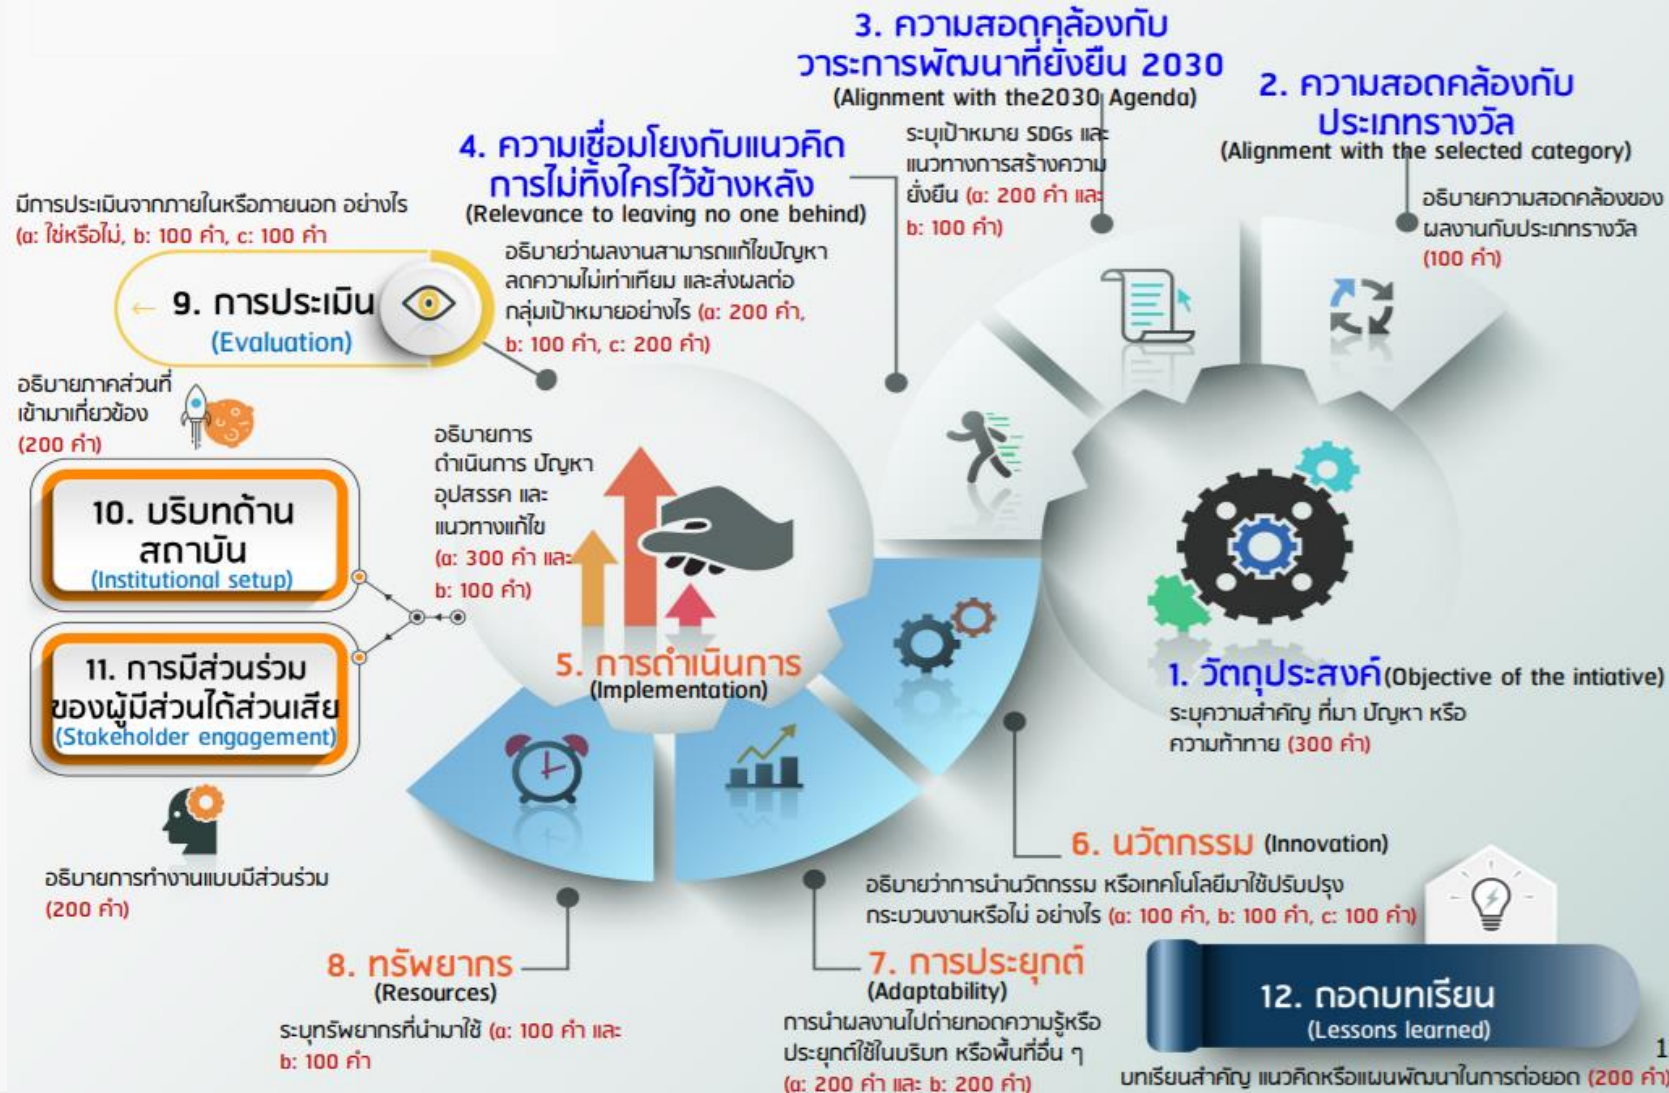 3. ความสอดคล้องกับ
วาระการพัฒนาที่ยั่งยืน 2030
(Alignment with the2030 Agenda)
ระบุเป้าหมาย SDGs และ
แนวทางการสร้างความ
ยั่งยืน (a: 200 คำ และ
b: 100 คำ)
2. ความสอดคล้องกับ
ประเภทรางวัล
(Alignment with the selected category)
อธิบายความสอดคล้องของ
ผลงานกับประเภทรางวัล
(100 คำ)
4. ความเชื่อมโยงกับแนวคิด
การไม่ทิ้งใครไว้ข้างหลัง
(Relevance to leaving no one behind)
อธิบายว่าผลงานสามารถแก้ไขปัญหา
ลดความไม่เท่าเทียม และส่งผลต่อ
กลุ่มเป้าหมายอย่างไร (a: 200 คำ,
b: 100 คำ, c: 200 คำ)
มีการประเมินจากภายในหรือภายนอก อย่างไร
(a: ใช่หรือไม่, b: 100 คำ, c: 100 คำ
9. การประเมิน
(Evaluation)
อธิบายภาคส่วนที่
เข้ามาเกี่ยวข้อง
(200 คำ)
10. บริบทด้าน
สถาบัน
(Institutional setup)
11. การมีส่วนร่วม
ของผู้มีส่วนได้ส่วนเสีย
(Stakeholder engagement)
อธิบายการทำงานแบบมีส่วนร่วม
(200 คำ)
อธิบายการ
ดำเนินการ ปัญหา
อุปสรรค และ
แนวทางแก้ไข
(a: 300 คำ และ
b: 100 คำ)
5. การดำเนินการ
(Implementation)
1. วัตถุประสงค์(Objective of the intiative)
ระบุความสำคัญ ที่มา ปัญหา หรือ
ความท้าทาย (300 คำ)
6. นวัตกรรม (Innovation)
อธิบายว่าการนำนวัตกรรม หรือเทคโนโลยีมาใช้ปรับปรุง
กระบวนงานหรือไม่ อย่างไร (a: 100 คำ, b: 100 คำ, c: 100 คำ)
8. ทรัพยากร
(Resources)
ระบุทรัพยากรที่นำมาใช้ (a: 100 คำ และ
b: 100 คำ
7. การประยุกต์
(Adaptability)
การนำผลงานไปถ่ายทอดความรู้หรือ
ประยุกต์ใช้ในบริบท หรือพื้นที่อื่น ๆ
(a: 200 คำ และ b: 200 คำ)
12. ถอดบทเรียน
(Lessons learned)
1
บทเรียนสำคัญ แนวคิดหรือแผนพัฒนาในการต่อยอด (200 คำ)